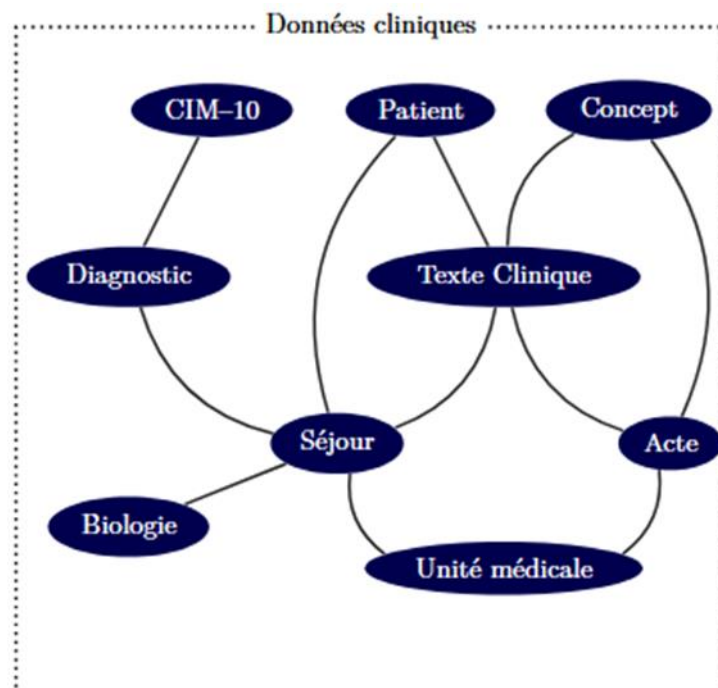 Données cliniques
CIM–10
Patient
Concept
Diagnostic
Texte Clinique
Séjour
Acte
Biologie
Unité médicale